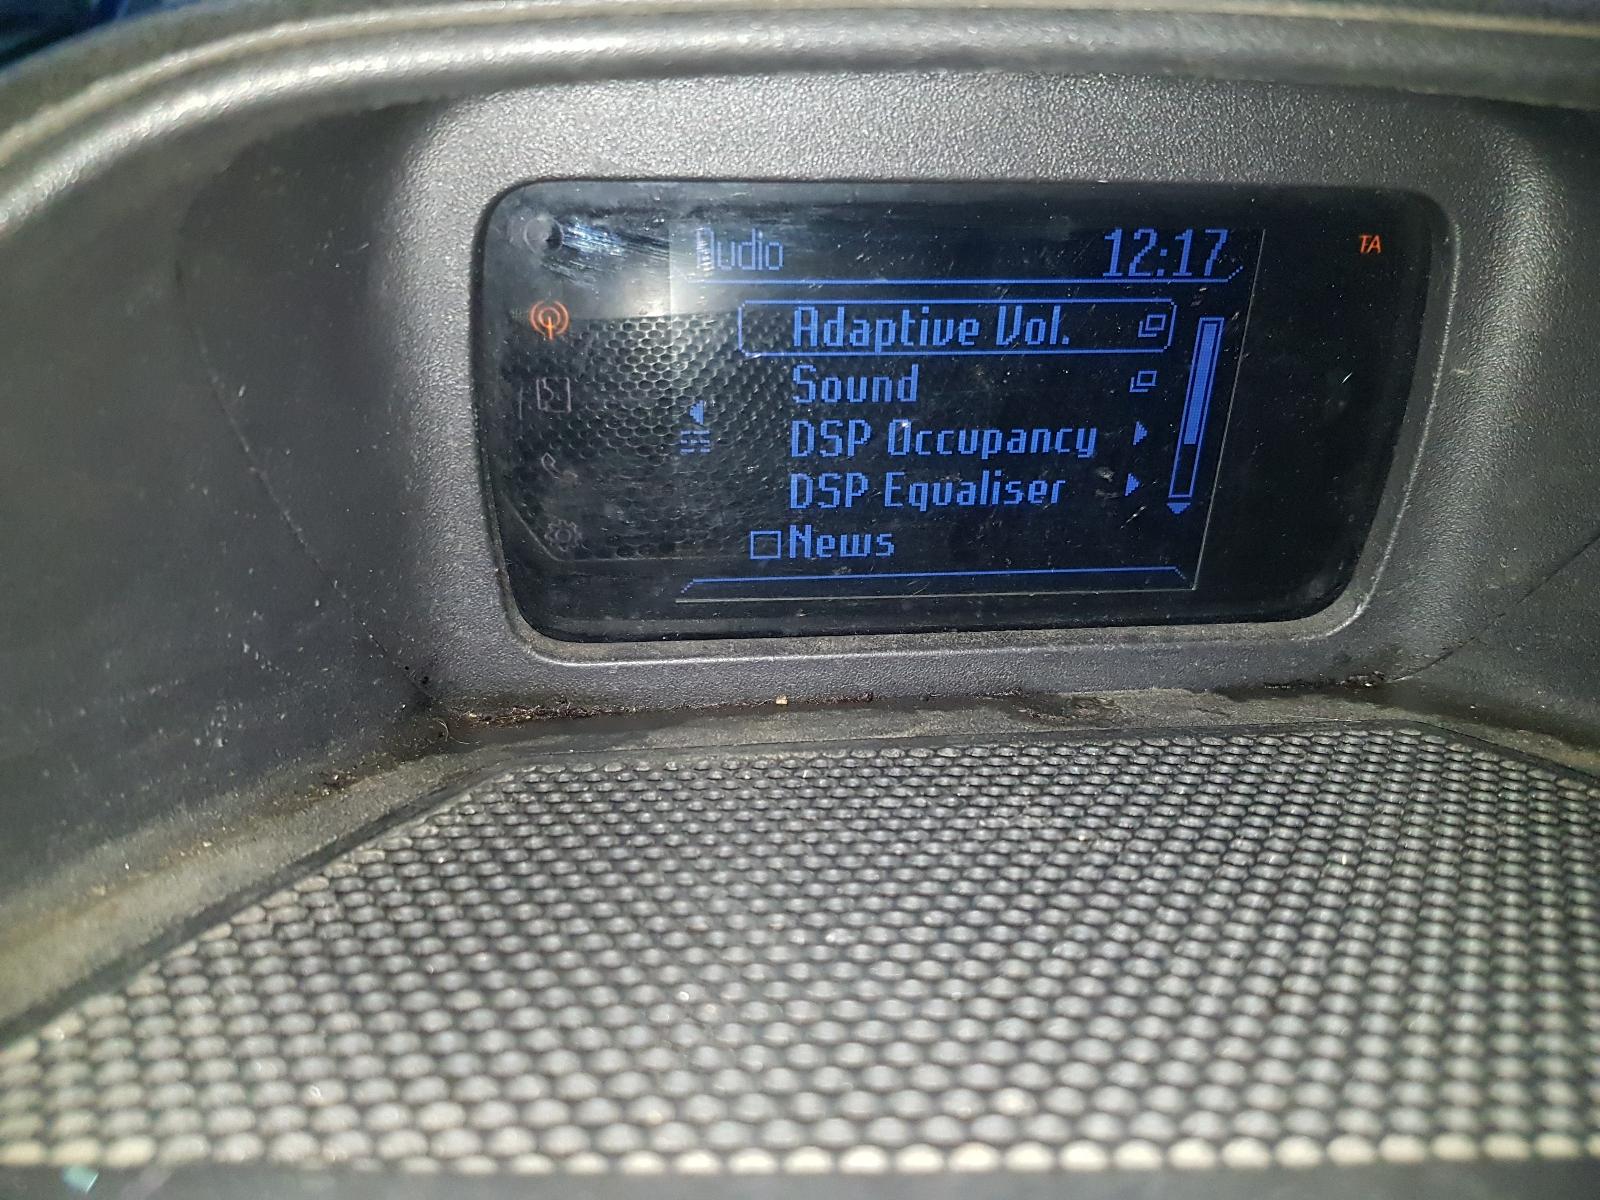 Audio 12:17 TA
Adaptive Vol.
Sound
DSP Occupancy
DSP Equaliser
News